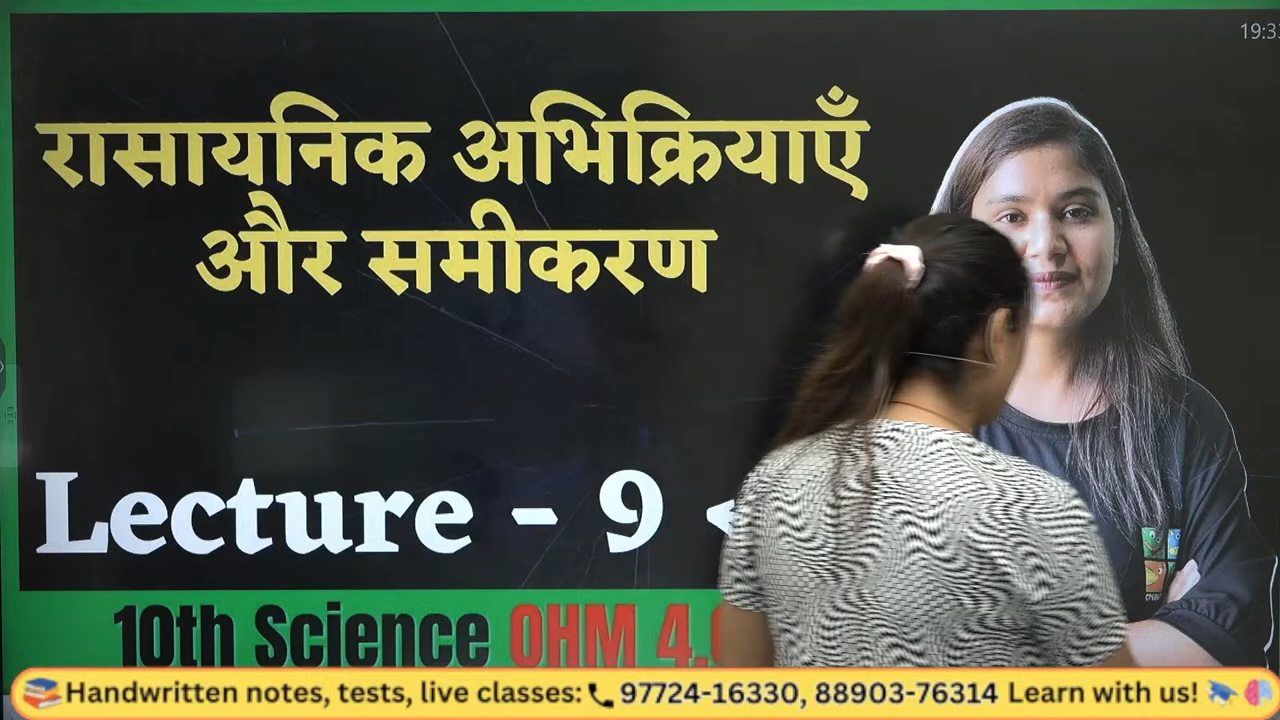 19:3
रासायनिक अभिक्रियाएँ
और समीकरण
Lecture - 9
10th Science OHM 4.
Handwritten notes, tests, live classes: 97724-16330, 88903-76314 Learn with us!